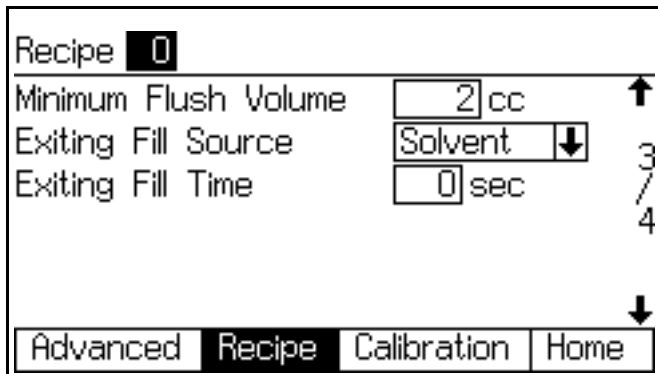 Recipe 0
Minimum Flush Volume 2 cc
Exiting Fill Source Solvent
Exiting Fill Time 0 sec
3
/
4
Advanced Recipe Calibration Home